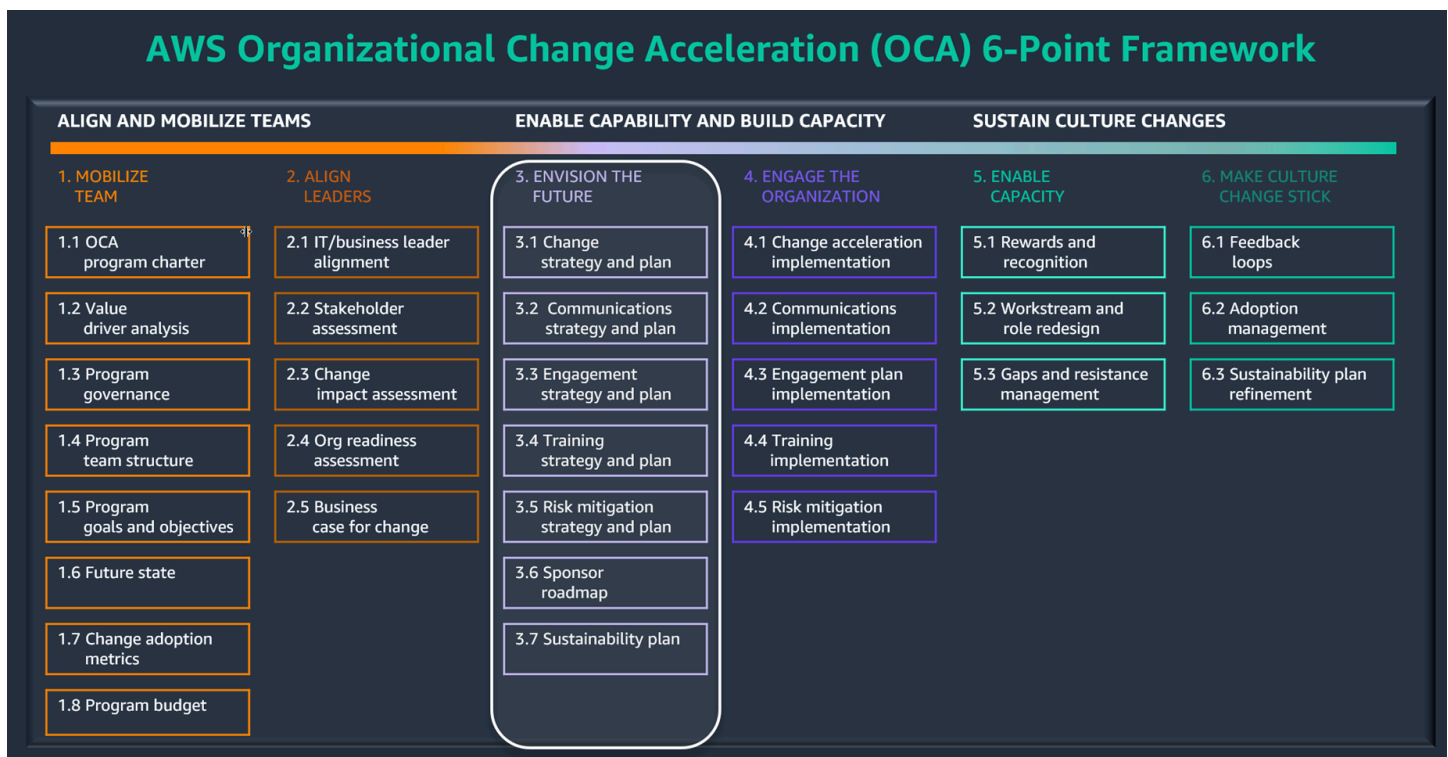 AWS Organizational Change Acceleration (OCA) 6-Point Framework
ALIGN AND MOBILIZE TEAMS
ENABLE CAPABILITY AND BUILD CAPACITY
SUSTAIN CULTURE CHANGES
1. MOBILIZE
TEAM
1.1 OCA
program charter
1.2 Value
driver analysis
1.3 Program
governance
1.4 Program
team structure
1.5 Program
goals and objectives
1.6 Future state
1.7 Change adoption
metrics
1.8 Program budget
2. ALIGN
LEADERS
2.1 IT/business leader
alignment
2.2 Stakeholder
assessment
2.3 Change
impact assessment
2.4 Org readiness
assessment
2.5 Business
case for change
3. ENVISION THE
FUTURE
3.1 Change
strategy and plan
3.2 Communications
strategy and plan
3.3 Engagement
strategy and plan
3.4 Training
strategy and plan
3.5 Risk mitigation
strategy and plan
3.6 Sponsor
roadmap
3.7 Sustainability plan
4. ENGAGE THE
ORGANIZATION
4.1 Change acceleration
implementation
4.2 Communications
implementation
4.3 Engagement plan
implementation
4.4 Training
implementation
4.5 Risk mitigation
implementation
5. ENABLE
CAPACITY
5.1 Rewards and
recognition
5.2 Workstream and
role redesign
5.3 Gaps and resistance
management
6. MAKE CULTURE
CHANGE STICK
6.1 Feedback
loops
6.2 Adoption
management
6.3 Sustainability plan
refinement